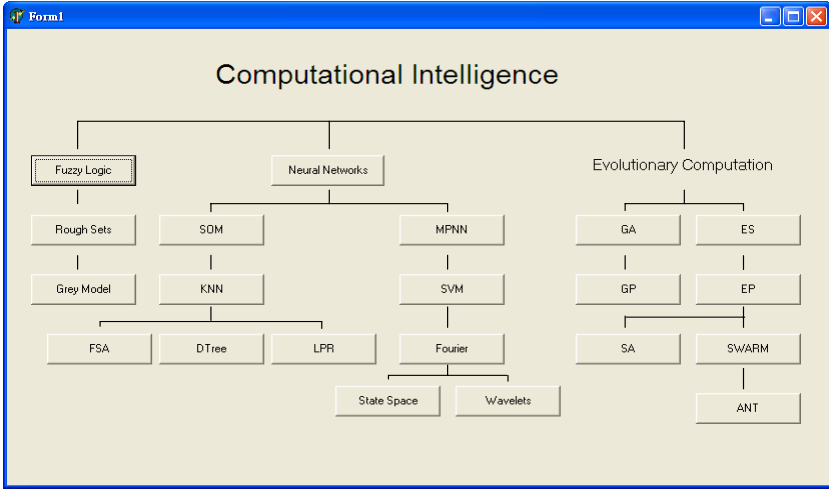 Form1
Computational Intelligence
Fuzzy Logic
Neural Networks
Evolutionary Computation
Rough Sets
SOM
MPNN
GA
ES
Grey Model
KNN
SVM
GP
EP
FSA
DTree
LPR
Fourier
SA
SWARM
State Space
Wavelets
ANT